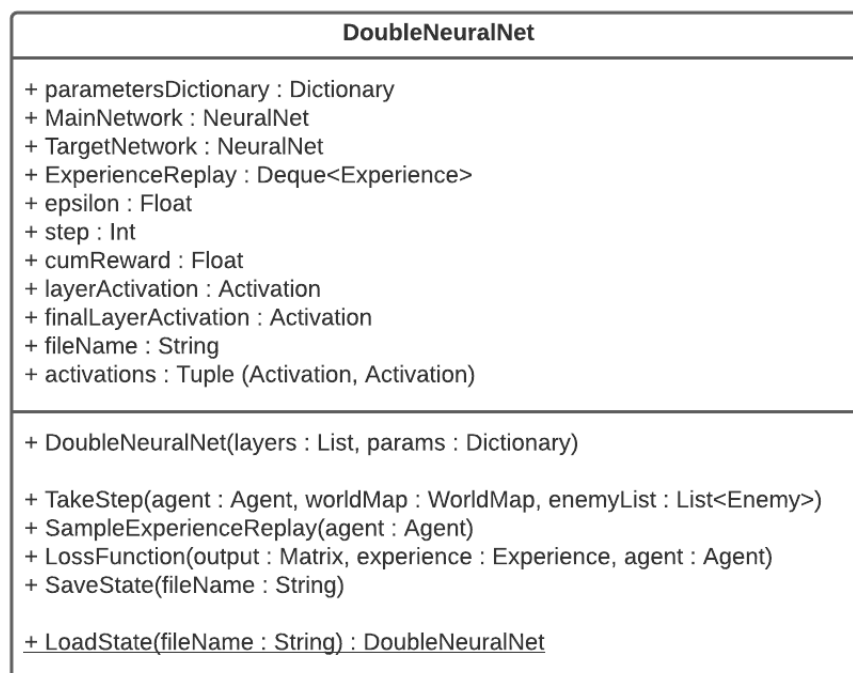 DoubleNeuralNet
+ parametersDictionary : Dictionary
+ MainNetwork : NeuralNet
+ TargetNetwork : NeuralNet
+ ExperienceReplay : Deque<Experience>
+ epsilon : Float
+ step : Int
+ cumReward : Float
+ layerActivation : Activation
+ finalLayerActivation : Activation
+ fileName : String
+ activations : Tuple (Activation, Activation)
+ DoubleNeuralNet(layers : List, params : Dictionary)
+ TakeStep(agent : Agent, worldMap : WorldMap, enemyList : List<Enemy>)
+ SampleExperienceReplay(agent : Agent)
+ LossFunction(output : Matrix, experience : Experience, agent : Agent)
+ SaveState(fileName : String)
+ LoadState(fileName : String) : DoubleNeuralNet